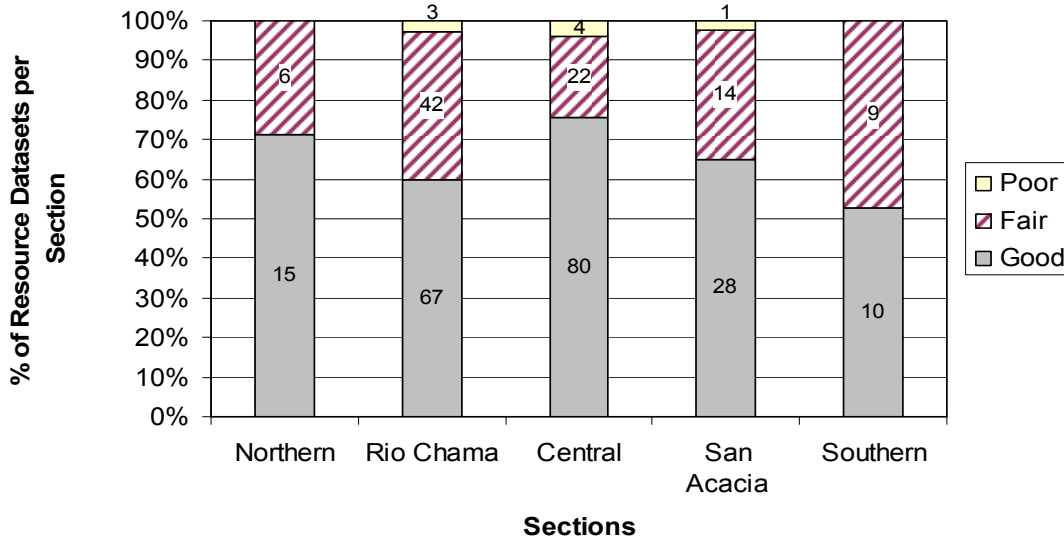 % of Resource Datasets per
Section
100%
90%
80%
70%
60%
50%
40%
30%
20%
10%
0%
3
4
1
6
42
22
14
9
15
67
80
28
10
Northern
Rio Chama
Central
San
Acacia
Southern
Sections
Poor
Fair
Good